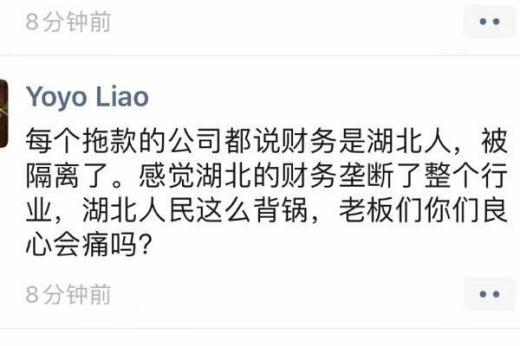 8分钟前
Yoyo Liao
每个拖款的公司都说财务是湖北人，被
隔离了。感觉湖北的财务垄断了整个行
业，湖北人民这么背锅，老板们你们良
心会痛吗？
8分钟前